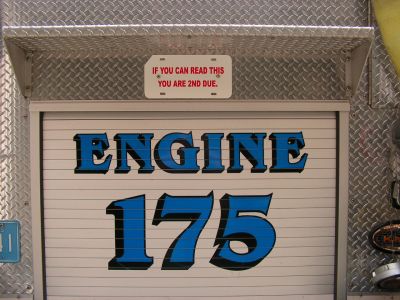 IF YOU CAN READ THIS
YOU ARE 2ND DUE.
ENGINE
175